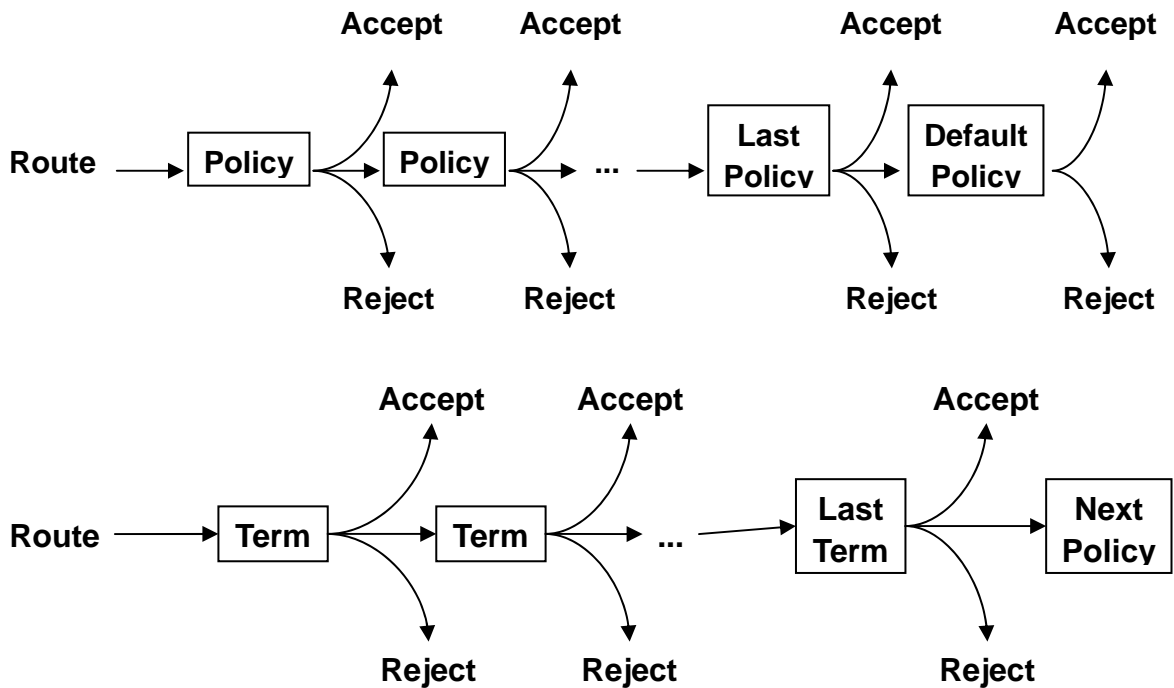 Accept Accept Accept Accept
Route Policy Policy ... Last Policy Default Policy
Reject Reject Reject Reject
Accept Accept Accept
Route Term Term ... Last Term Next Policy
Reject Reject Reject